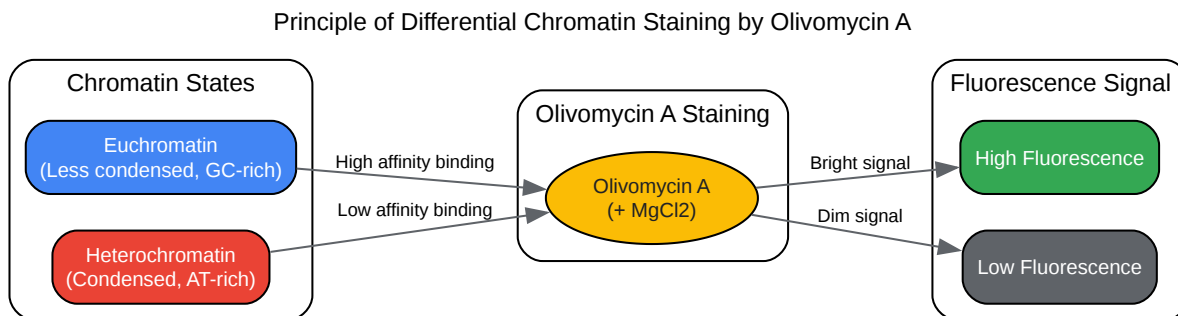 Principle of Differential Chromatin Staining by Olivomycin A
Chromatin States
Euchromatin
(Less condensed, GC-rich)
Heterochromatin
(Condensed, AT-rich)
High affinity binding
Low affinity binding
Olivomycin A Staining
Olivomycin A
(+ MgCl2)
Bright signal
Dim signal
Fluorescence Signal
High Fluorescence
Low Fluorescence